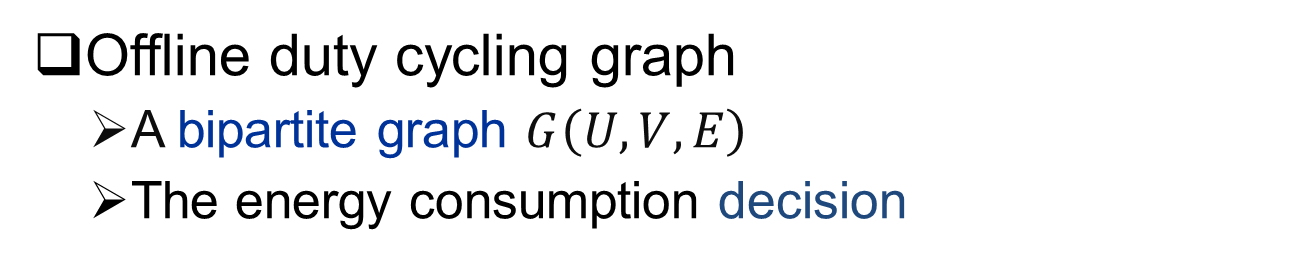 ❑Offline duty cycling graph
➢A bipartite graph G(U,V,E)
➢The energy consumption decision